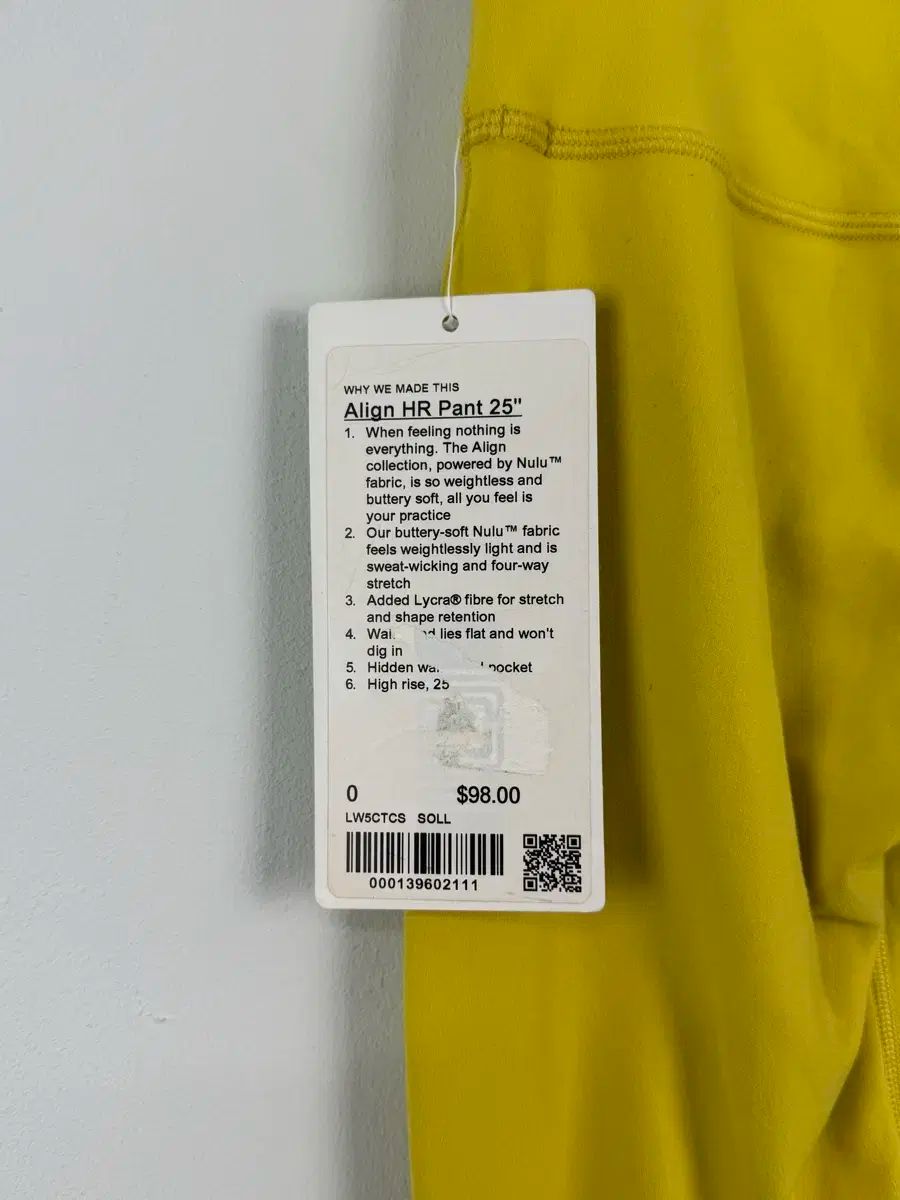 WHY WE MADE THIS
Align HR Pant 25"
1. When feeling nothing is
everything. The Align
collection, powered by Nulu™
fabric, is so weightless and
buttery soft, all you feel is
your practice
2. Our buttery-soft Nulu™ fabric
feels weightlessly light and is
sweat-wicking and four-way
stretch
3. Added Lycra® fibre for stretch
and shape retention
4. lies flat and won't
dig in
5. Hidden pocket
6. High rise, 25
0 $98.00
LW5CTCS SOLL
000139602111